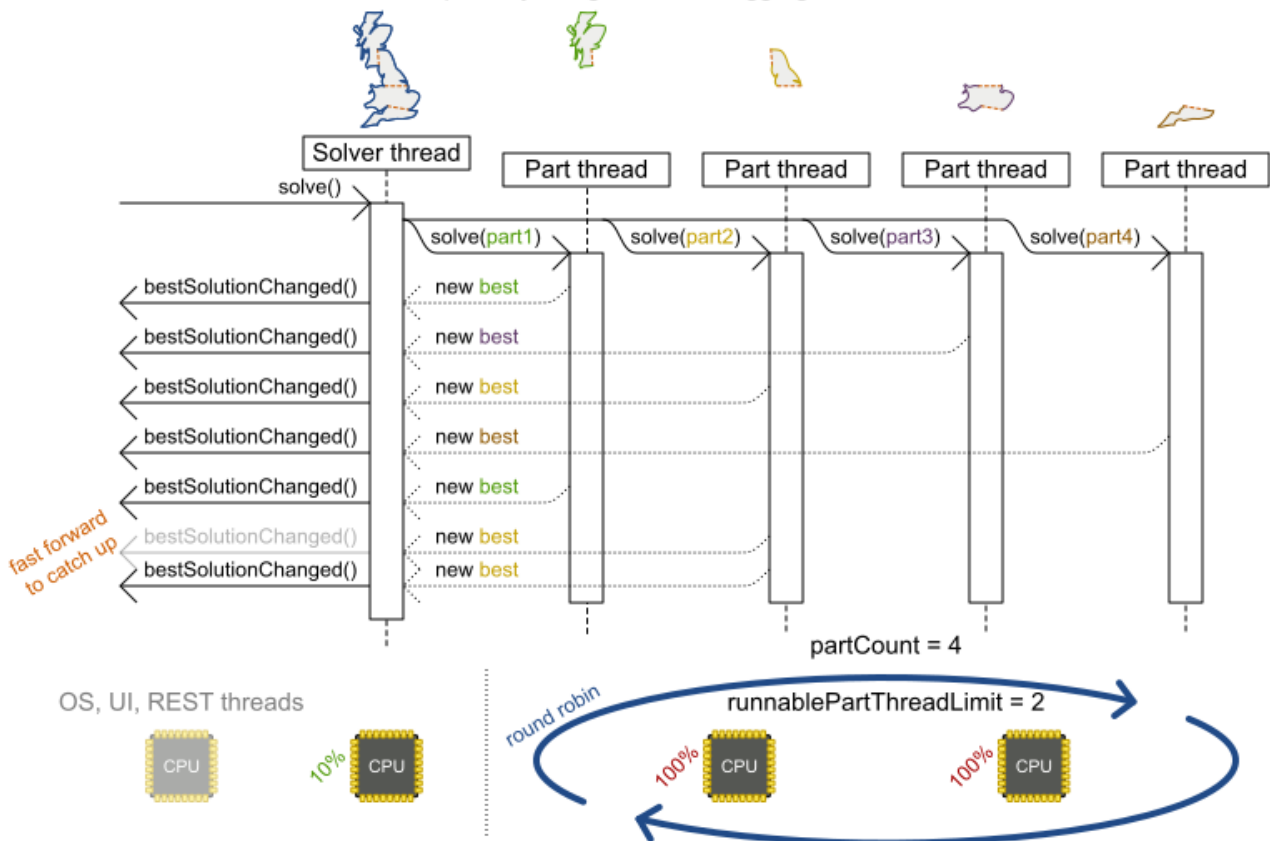 Solver thread
Part thread
Part thread
Part thread
Part thread
solve()
solve(part1)
solve(part2)
solve(part3)
solve(part4)
bestSolutionChanged()
new best
bestSolutionChanged()
new best
bestSolutionChanged()
new best
bestSolutionChanged()
new best
bestSolutionChanged()
new best
fast forward
to catch up
bestSolutionChanged()
new best
bestSolutionChanged()
new best
partCount = 4
OS, UI, REST threads
round robin
runnablePartThreadLimit = 2
CPU
10%
CPU
100%
CPU
100%
CPU